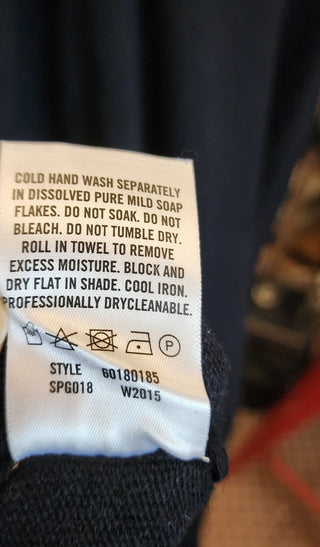 COLD HAND WASH SEPARATELY
IN DISSOLVED PURE MILD SOAP
FLAKES. DO NOT SOAK. DO NOT
BLEACH. DO NOT TUMBLE DRY.
ROLL IN TOWEL TO REMOVE
EXCESS MOISTURE. BLOCK AND
DRY FLAT IN SHADE. COOL IRON.
PROFESSIONALLY DRYCLEANABLE.
P
STYLE 60180185
SPG018 W2015